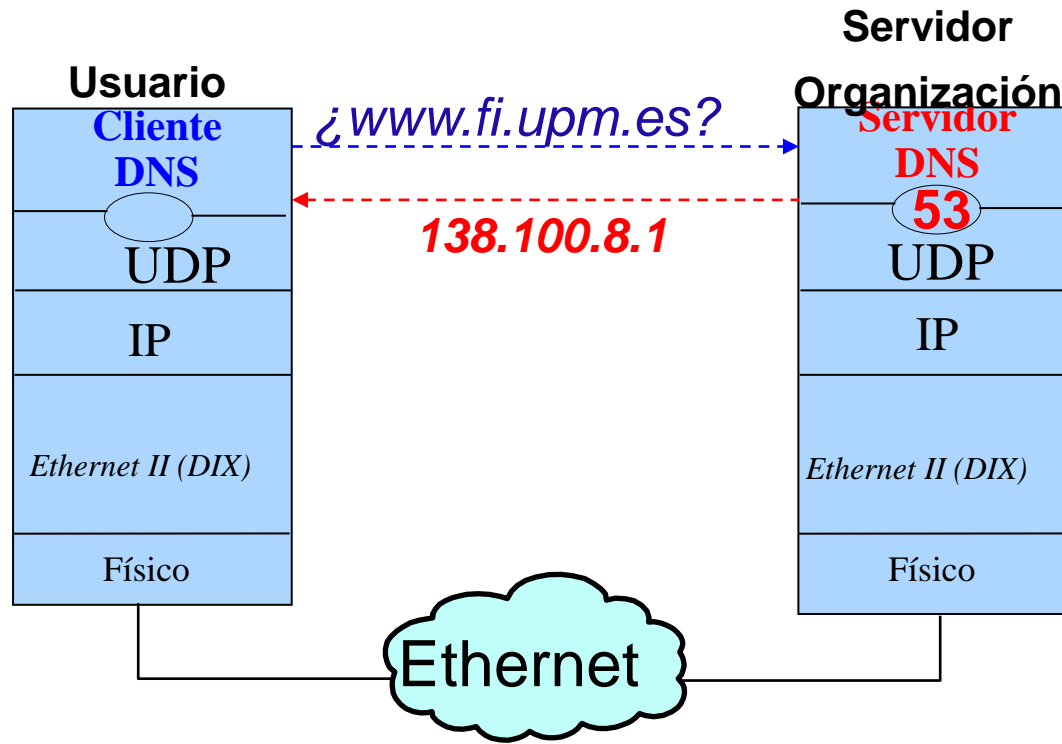 Servidor
Organización
Usuario
Cliente
DNS
¿www.fi.upm.es?
138.100.8.1
Servidor
DNS
53
UDP
UDP
IP
IP
Ethernet II (DIX)
Ethernet II (DIX)
Físico
Físico
Ethernet